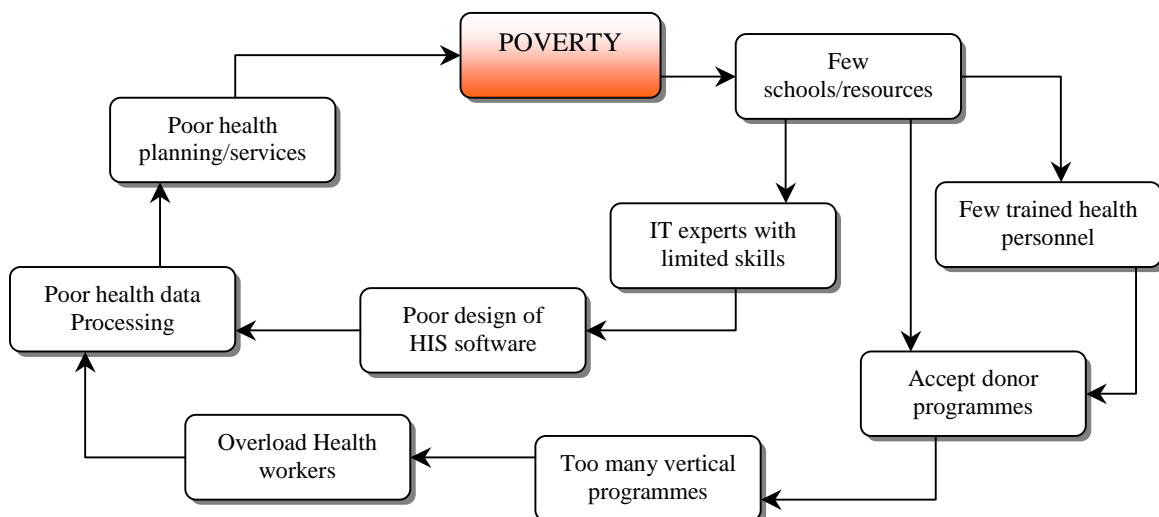 POVERTY
Few
schools/resources
Poor health
planning/services
Few trained health
personnel
IT experts with
limited skills
Poor health data
Processing
Poor design of
HIS software
Accept donor
programmes
Overload Health
workers
Too many vertical
programmes